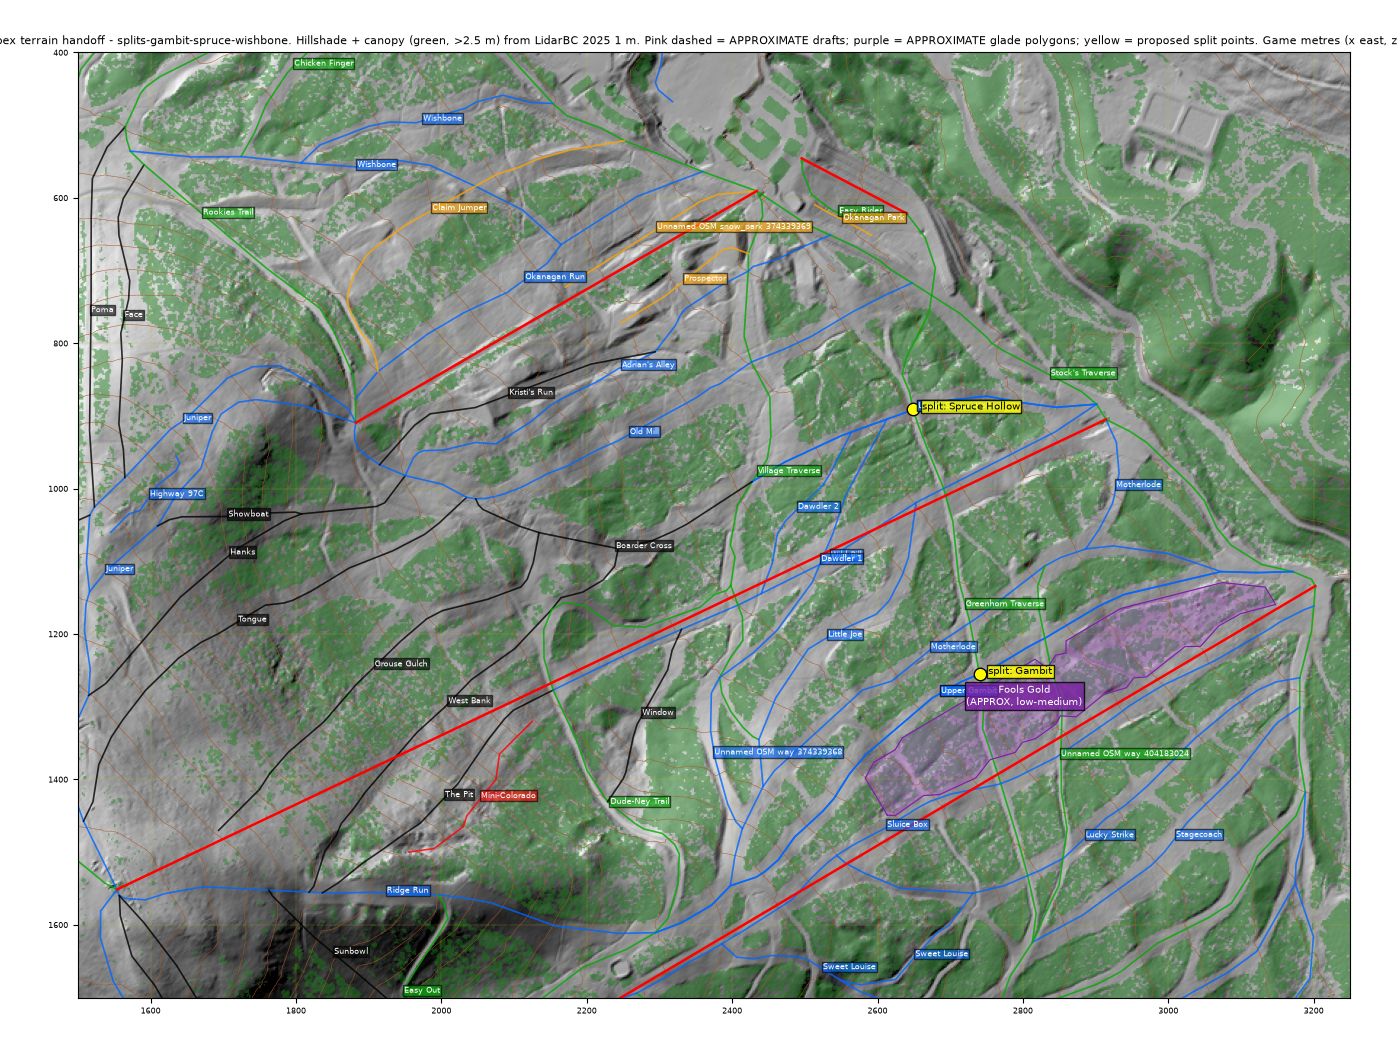 pex terrain handoff - splits-gambit-spruce-wishbone. Hillshade + canopy (green, >2.5 m) from LidarBC 2025 1 m. Pink dashed = APPROXIMATE drafts; purple = APPROXIMATE glade polygons; yellow = proposed split points. Game metres (x east, z
400
Chicken Finger
500
Wishbone
Wishbone
600
Rookies Trail
Claim Jumper
Easy Rider
Okanagan Park
Unnamed OSM snow_park 374339369
700
Okanagan Run
Prospector
Poma
Face
800
Adrian's Alley
Stock's Traverse
Kristi's Run
split: Spruce Hollow
900
Juniper
Old Mill
Village Traverse
Highway 97C
Motherlode
1000
Showboat
Dawdler 2
Hanks
Boarder Cross
Dawdler 1
Juniper
Greenhorn Traverse
1200
Tongue
Little Joe
Motherlode
Grouse Gulch
split: Gambit
Upper
Fools Gold
(APPROX, low-medium)
West Bank
Window
Unnamed OSM way 374339368
Unnamed OSM way 404183024
1400
The Pit
Mini-Colorado
Dude-Ney Trail
Sluice Box
Lucky Strike
Stagecoach
Ridge Run
1600
Sunbowl
Sweet Louise
Sweet Louise
Easy Out
1600
1800
2000
2200
2400
2600
2800
3000
3200